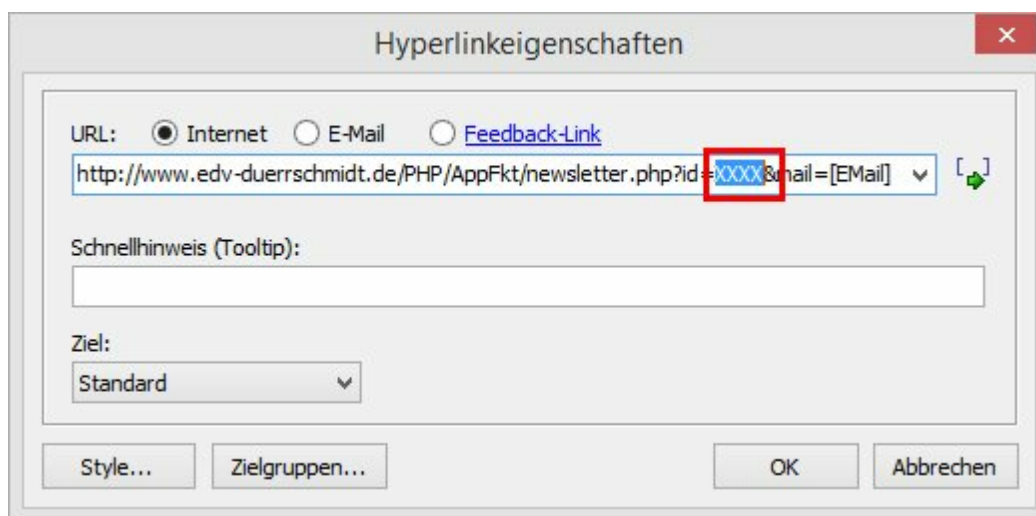 Hyperlinkeigenschaften
URL: Internet E-Mail Feedback-Link
http://www.edv-duerrschmidt.de/PHP/AppFkt/newsletter.php?id=XXXX&mail=[EMail]
Schnellhinweis (Tooltip):
Ziel:
Standard
Style... Zielgruppen... OK Abbrechen